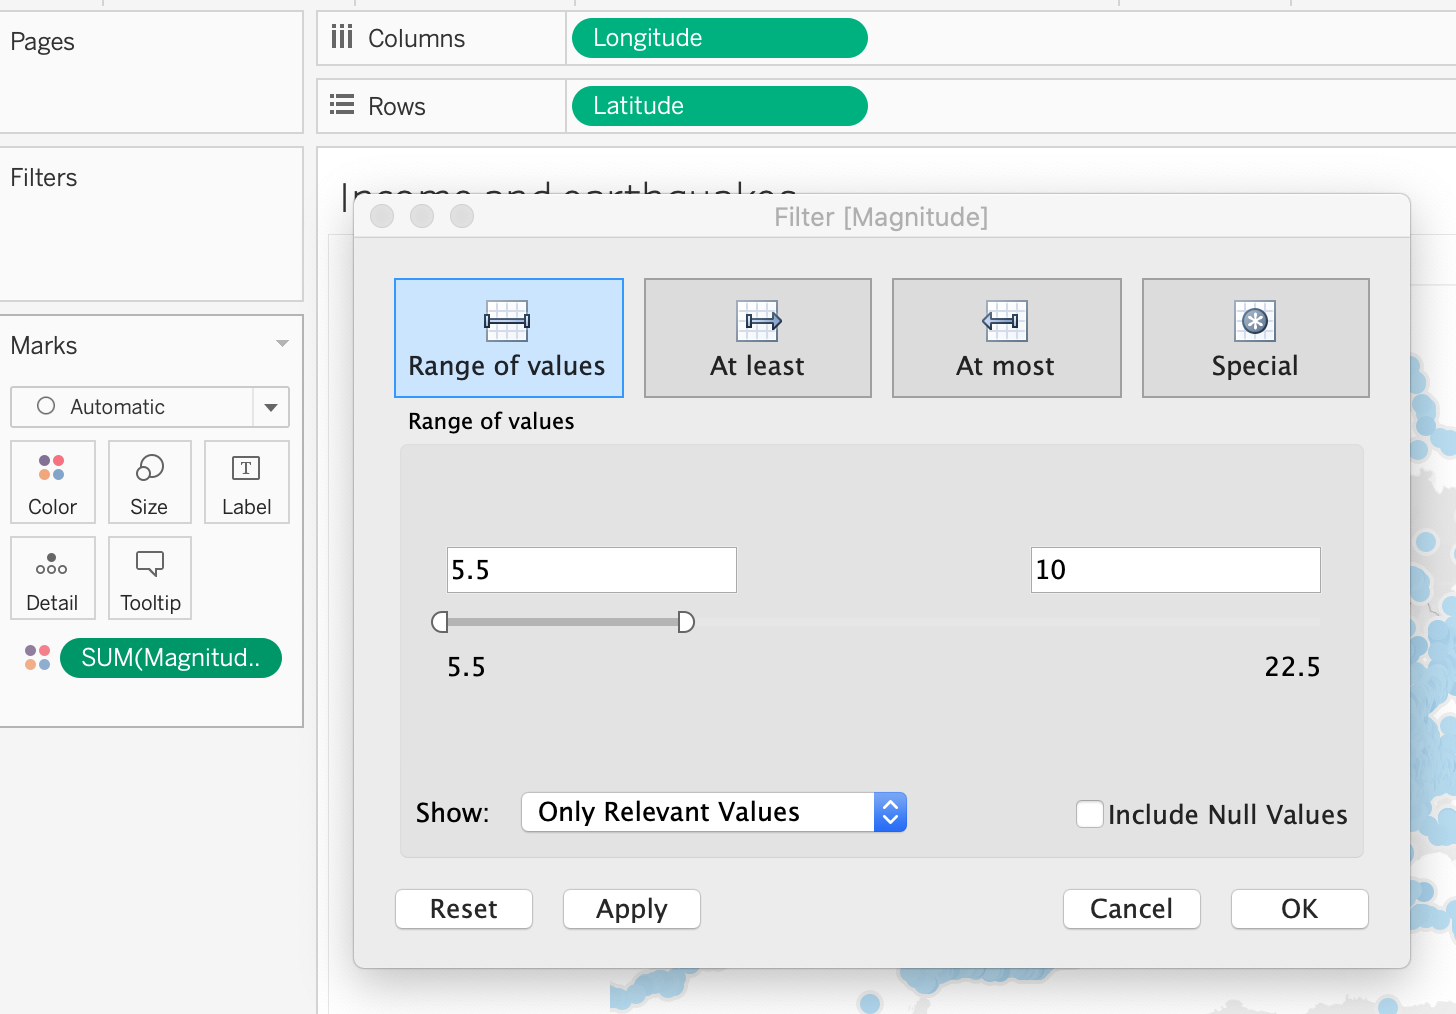 Pages
Columns
Longitude
Rows
Latitude
Filters
Income and earthquakes
Filter [Magnitude]
Range of values
At least
At most
Special
Range of values
Marks
Automatic
Color
Size
T
Label
Detail
Tooltip
SUM(Magnitud..
5.5
10
5.5
22.5
Show:
Only Relevant Values
Include Null Values
Reset
Apply
Cancel
OK